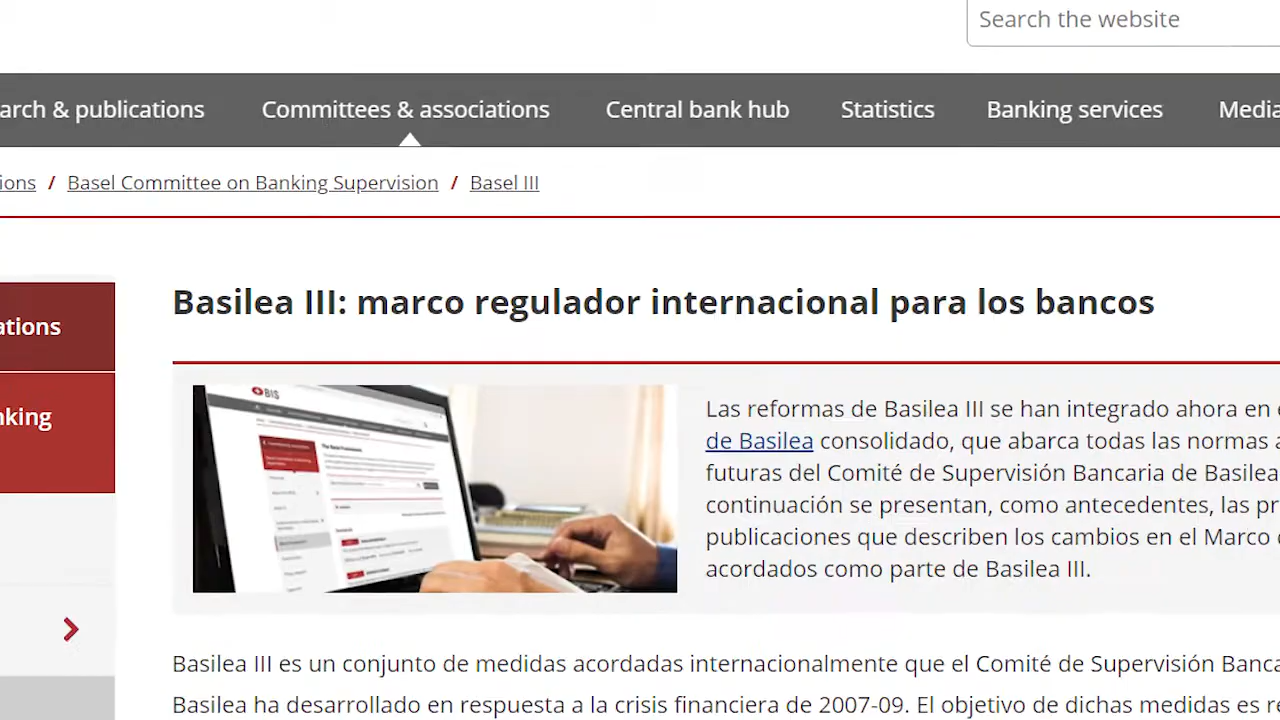 Search the website
arch & publications Committees & associations Central bank hub Statistics Banking services Media
ions / Basel Committee on Banking Supervision / Basel III
ations
nking
Basilea III: marco regulador internacional para los bancos
BIS
Las reformas de Basilea III se han integrado ahora en
de Basilea consolidado, que abarca todas las normas a
futuras del Comité de Supervisión Bancaria de Basilea
continuación se presentan, como antecedentes, las pr
publicaciones que describen los cambios en el Marco
acordados como parte de Basilea III.
Basilea III es un conjunto de medidas acordadas internacionalmente que el Comité de Supervisión Banca
Basilea ha desarrollado en respuesta a la crisis financiera de 2007-09. El objetivo de dichas medidas es re